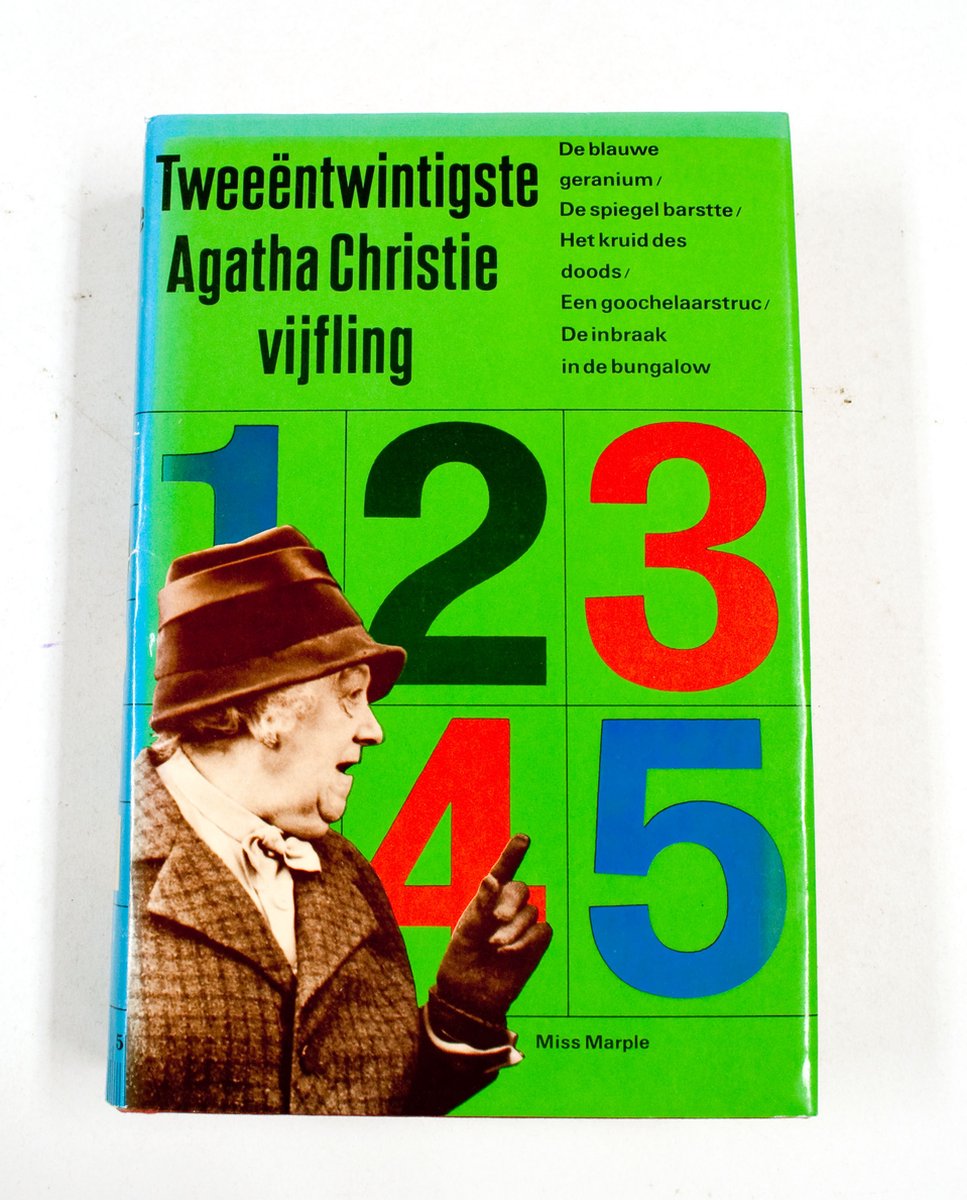 Tweeëntwintigste
Agatha Christie
vijfling
De blauwe
geranium/
De spiegel barstte/
Het kruid des
doods/
Een goochelaarstruc/
De inbraak
in de bungalow
1 2 3
4 5
Miss Marple
5